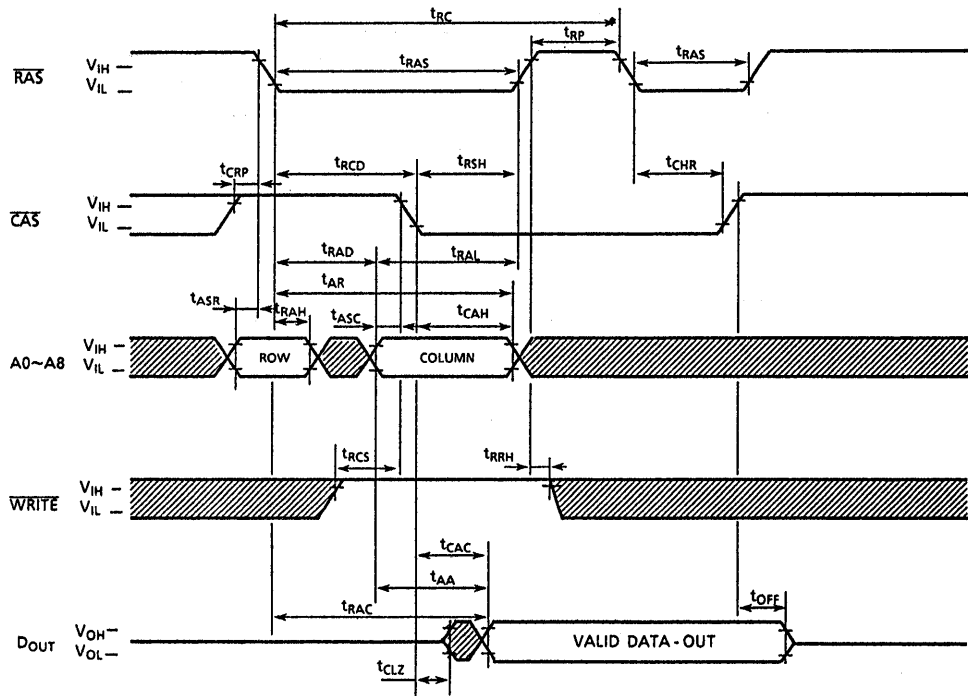 tRC
tRP
RAS
VIH
VIL
tRAS
tRAS
tRCD
tRSH
tCRP
tCHR
CAS
VIH
VIL
tRAD
tRAL
tAR
tASR
tRAH
tASC
tCAH
A0~A8
VIH
VIL
ROW
COLUMN
tRCS
tRRH
WRITE
VIH
VIL
tCAC
tAA
tRAC
tOFF
DOUT
VOH
VOL
VALID DATA-OUT
tCLZ